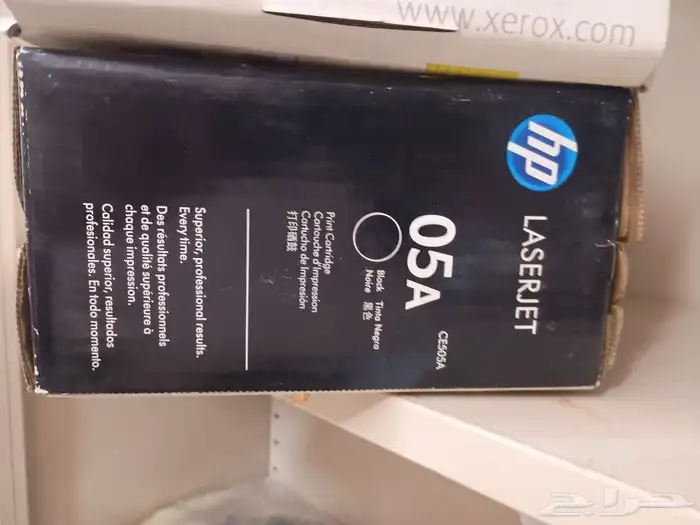 www.xerox.com
hp
LASERJET
05A
CE505A
Black Tinta Negra
Noire 黑色
Print Cartridge
Cartouche d'Impression
Cartucho de Impresión
打印硒鼓
Superior, professional results.
Every time.
Des résultats professionnels
et de qualité supérieure à
chaque impression.
Calidad superior, resultados
profesionales. En todo momento.
حراج